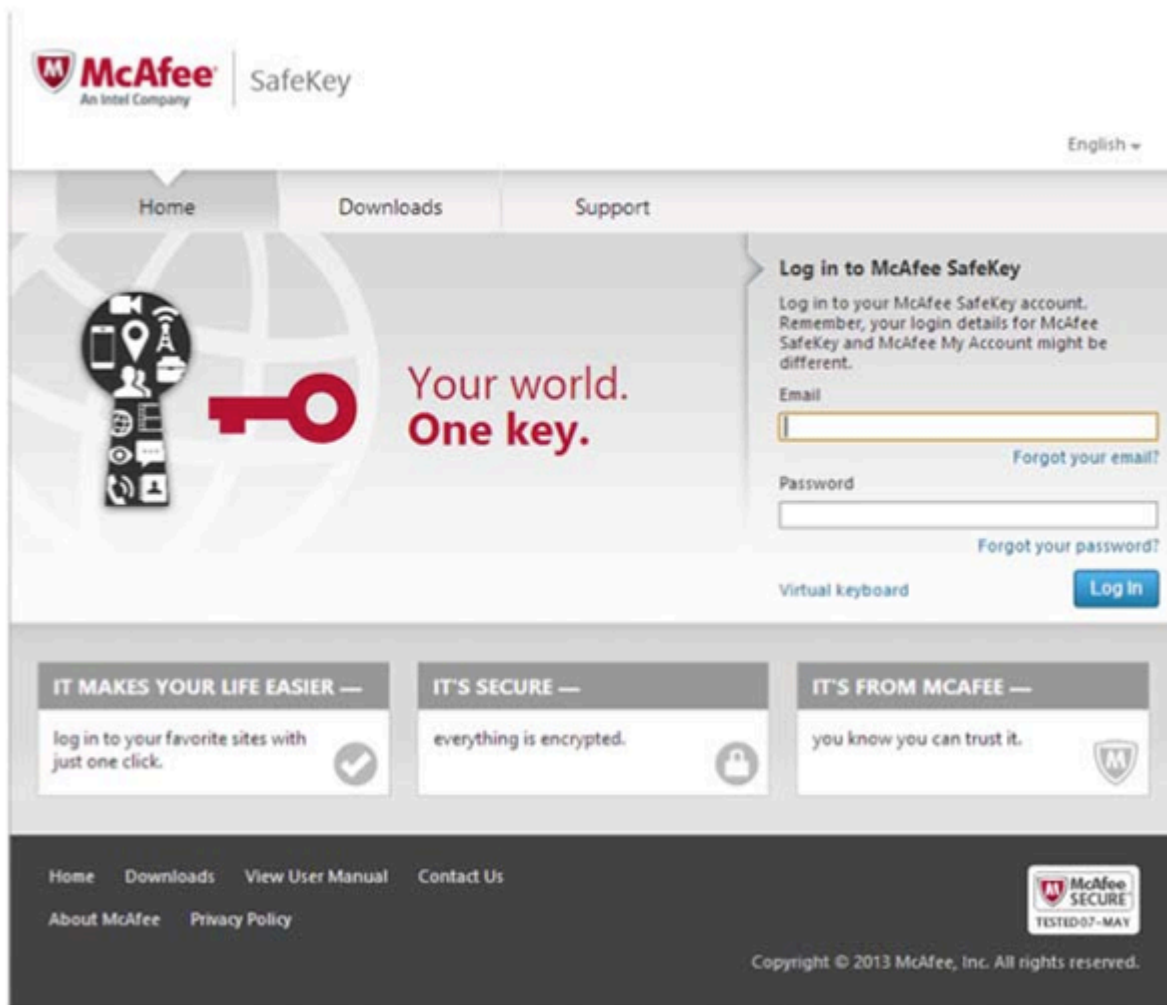 McAfee
An Intel Company
SafeKey
English
Home Downloads Support
Your world.
One key.
Log in to McAfee SafeKey
Log in to your McAfee SafeKey account.
Remember, your login details for McAfee
SafeKey and McAfee My Account might be
different.
Email
Forgot your email?
Password
Forgot your password?
Virtual keyboard Log In
IT MAKES YOUR LIFE EASIER —
log in to your favorite sites with
just one click.
IT'S SECURE —
everything is encrypted.
IT'S FROM MCAFEE —
you know you can trust it.
Home Downloads View User Manual Contact Us
About McAfee Privacy Policy
McAfee
SECURE
TESTED 07-MAY
Copyright © 2013 McAfee, Inc. All rights reserved.